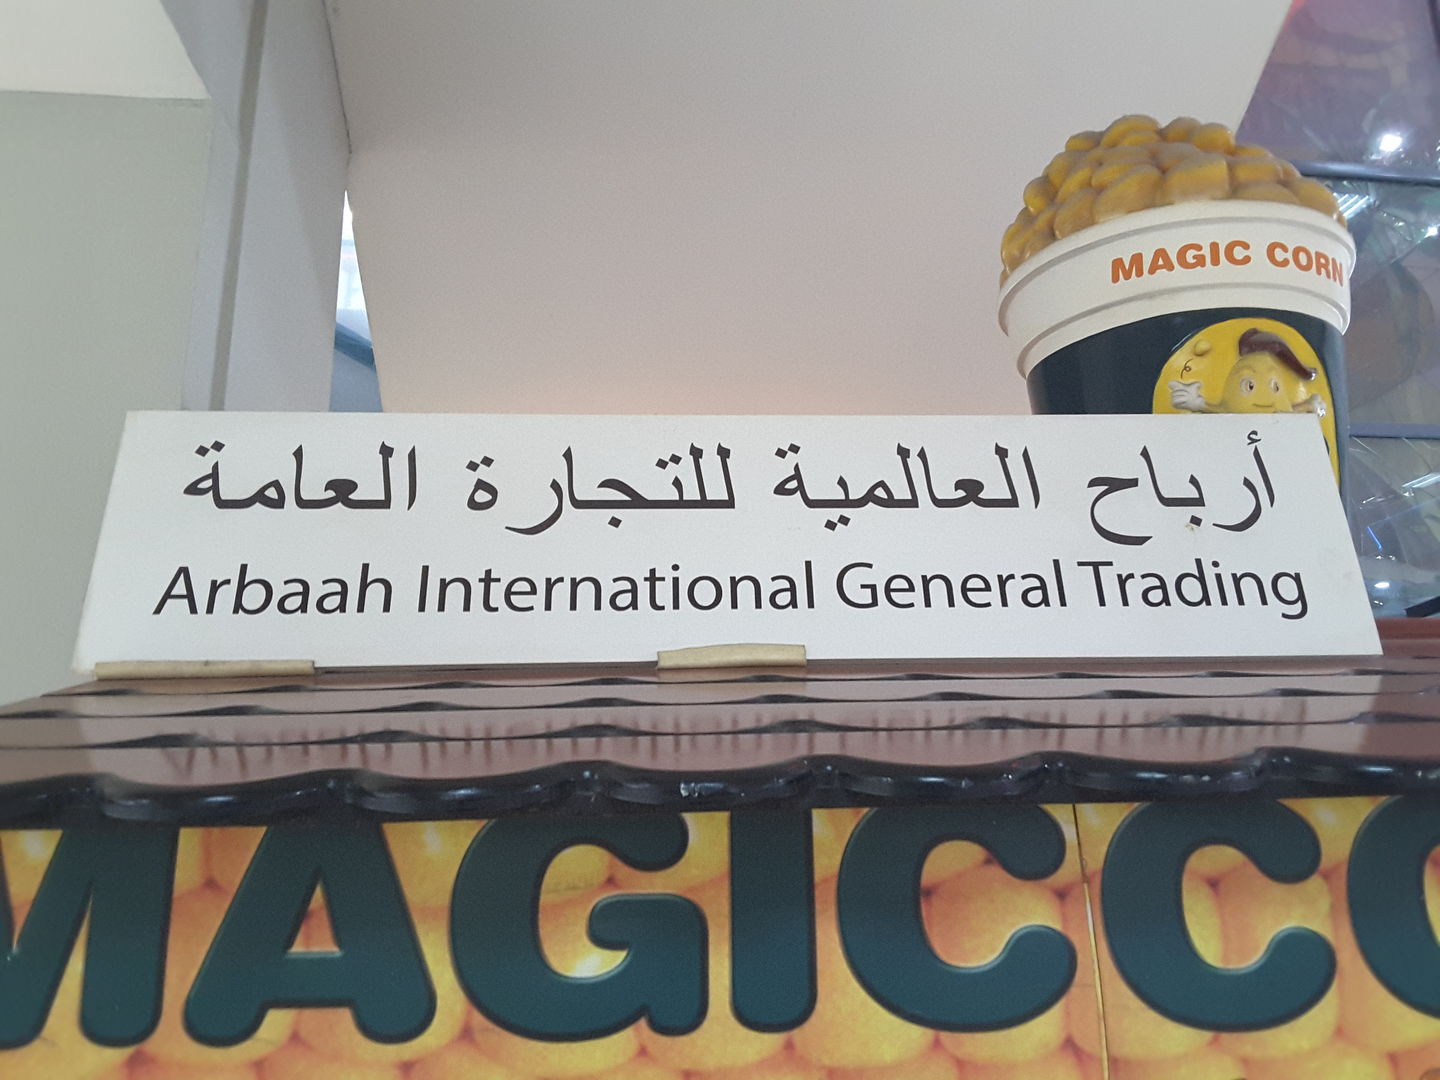 MAGIC CORN
أرباح العالمية للتجارة العامة
Arbaah International General Trading
MAGICCO